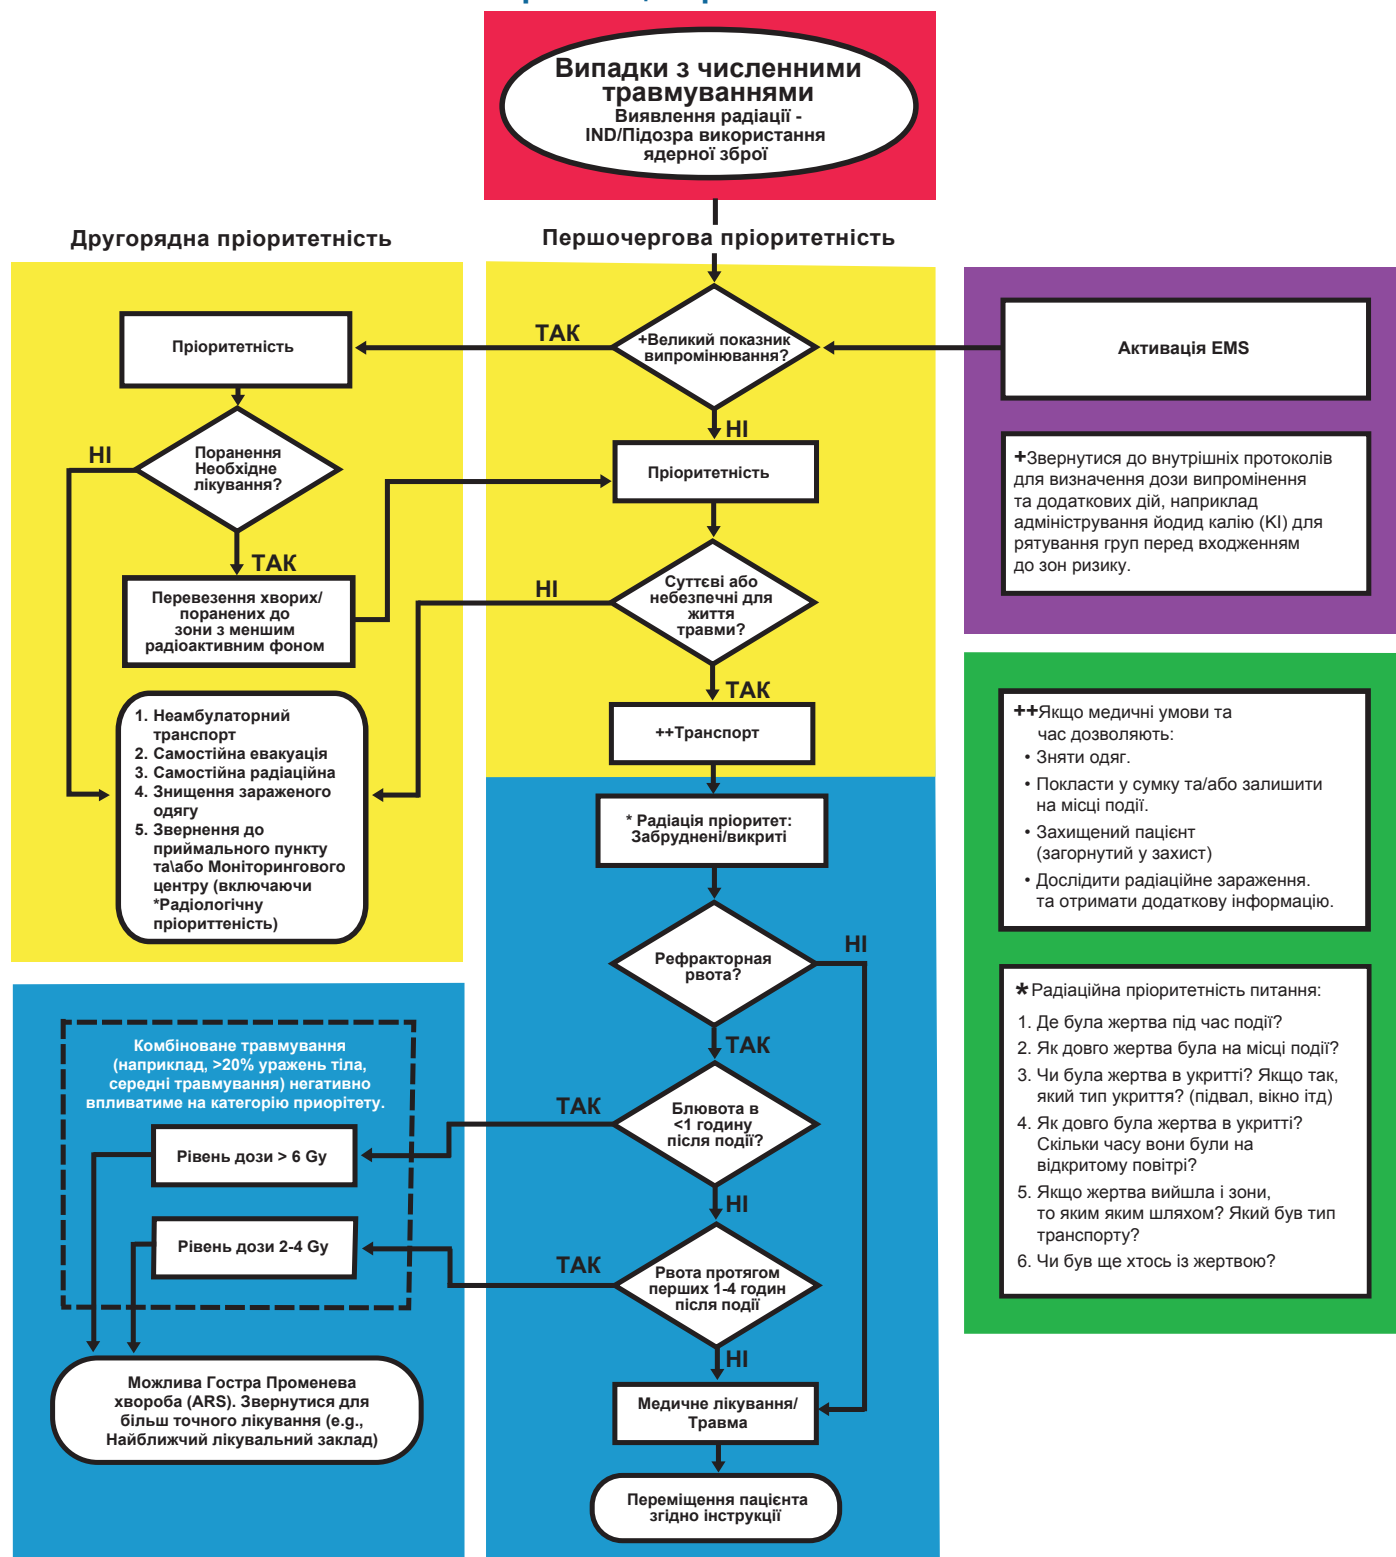 Випадки з численними
травмуваннями
Виявлення радіації -
IND/Підозра використання
ядерної зброї
Другорядна пріоритетність
Першочергова пріоритетність
Пріоритетність
ТАК
+Великий показник
випромінювання?
Активація EMS
НІ
Поранення
Необхідне
лікування?
НІ
Пріоритетність
+Звернутися до внутрішніх протоколів
для визначення дози випромінення
та додаткових дій, наприклад
адміністрування йодид калію (KI) для
рятування груп перед входженням
до зон ризику.
ТАК
Перевезення хворих/
поранених до
зони з меншим
радіоактивним фоном
НІ
Суттєві або
небезпечні для
життя
травми?
ТАК
1. Неамбулаторний
транспорт
2. Самостійна евакуація
3. Самостійна радіаційна
4. Знищення зараженого
одягу
5. Звернення до
приймального пункту
та\або Моніторингового
центру (включаючи
*Радіологічну
пріориттеність)
++Транспорт
++Якщо медичні умови та
час дозволяють:
• Зняти одяг.
• Покласти у сумку та/або залишити
на місці події.
• Захищений пацієнт
(загорнутий у захист)
• Дослідити радіаційне зараження.
та отримати додаткову інформацію.
* Радіація пріоритет:
Забруднені/викриті
Рефракторная
рвота?
НІ
ТАК
* Радіаційна пріоритетність питання:
1. Де була жертва під час події?
2. Як довго жертва була на місці події?
3. Чи була жертва в укритті? Якщо так,
який тип укриття? (підвал, вікно ітд)
4. Як довго була жертва в укритті?
Скільки часу вони були на
відкритому повітрі?
5. Якщо жертва вийшла і зони,
то яким яким шляхом? Який був тип
транспорту?
6. Чи був ще хтось із жертвою?
Комбіноване травмування
(наприклад, >20% уражень тіла,
середні травмування) негативно
впливатиме на категорію приорітету.
ТАК
Блювота в
<1 годину
після події?
Рівень дози > 6 Gy
НІ
Рівень дози 2-4 Gy
ТАК
Рвота протягом
перших 1-4 годин
після події
НІ
Можлива Гостра Променева
хвороба (ARS). Звернутися для
більш точного лікування (e.g.,
Найближчий лікувальний заклад)
Медичне лікування/
Травма
Переміщення пацієнта
згідно інструкції